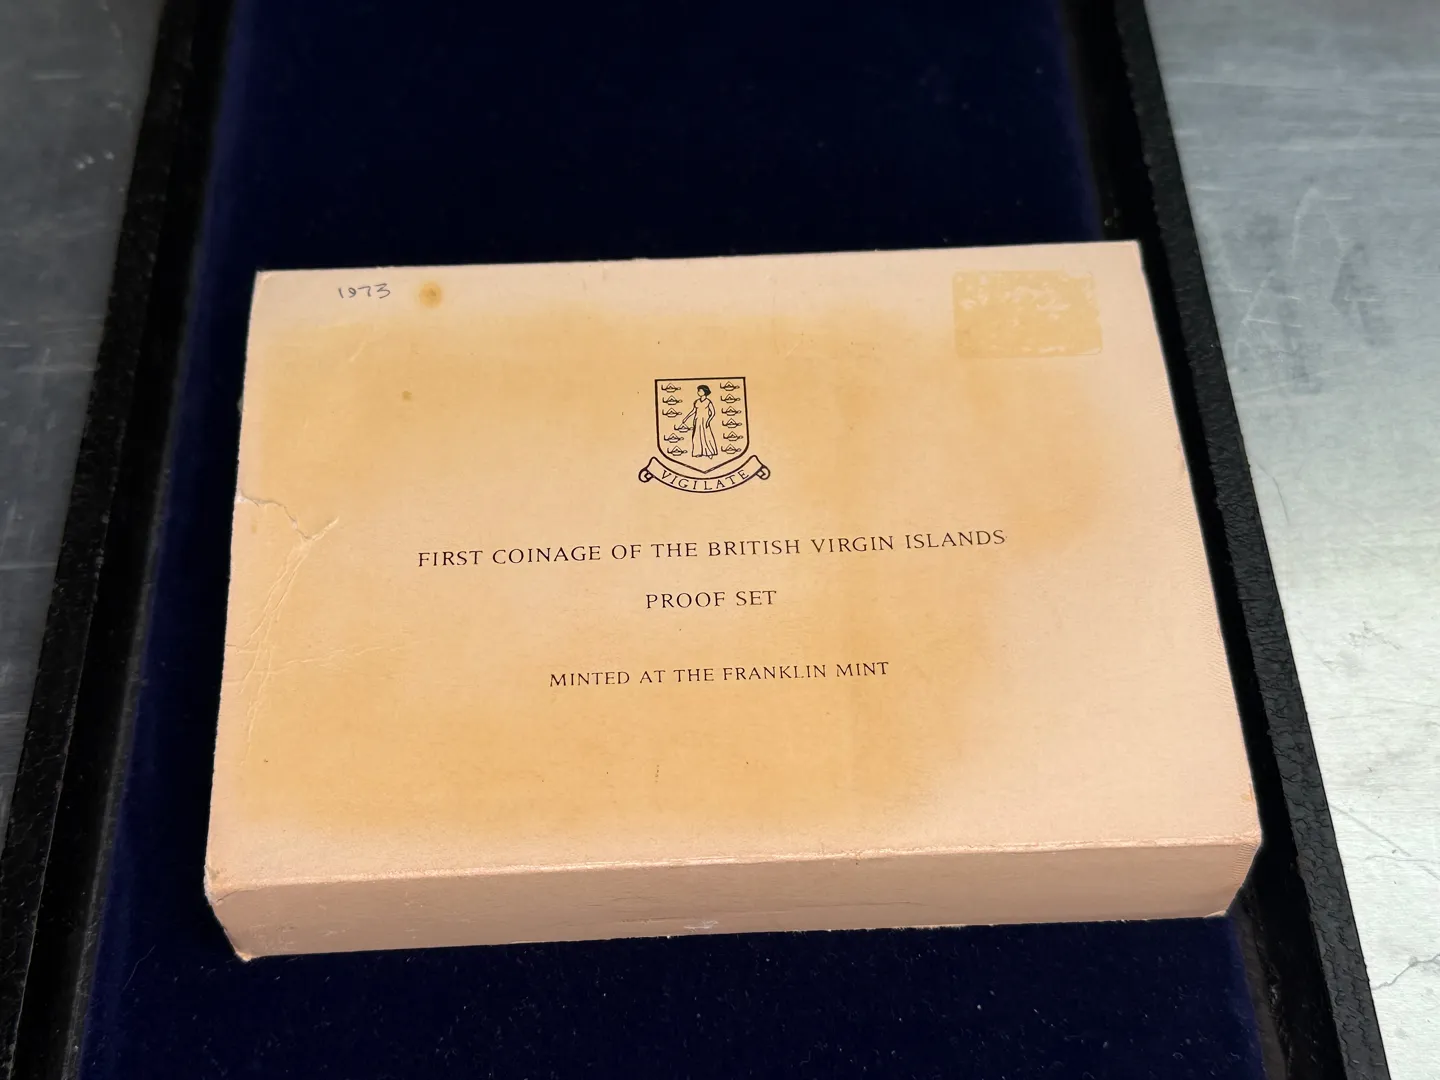 1973
VIGILATE
FIRST COINAGE OF THE BRITISH VIRGIN ISLANDS
PROOF SET
MINTED AT THE FRANKLIN MINT